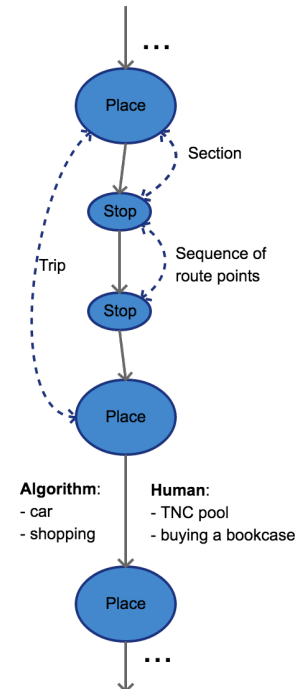 ...
Place
Section
Stop
Trip
Sequence of
route points
Stop
Place
Algorithm:
- car
- shopping
Human:
- TNC pool
- buying a bookcase
Place
...